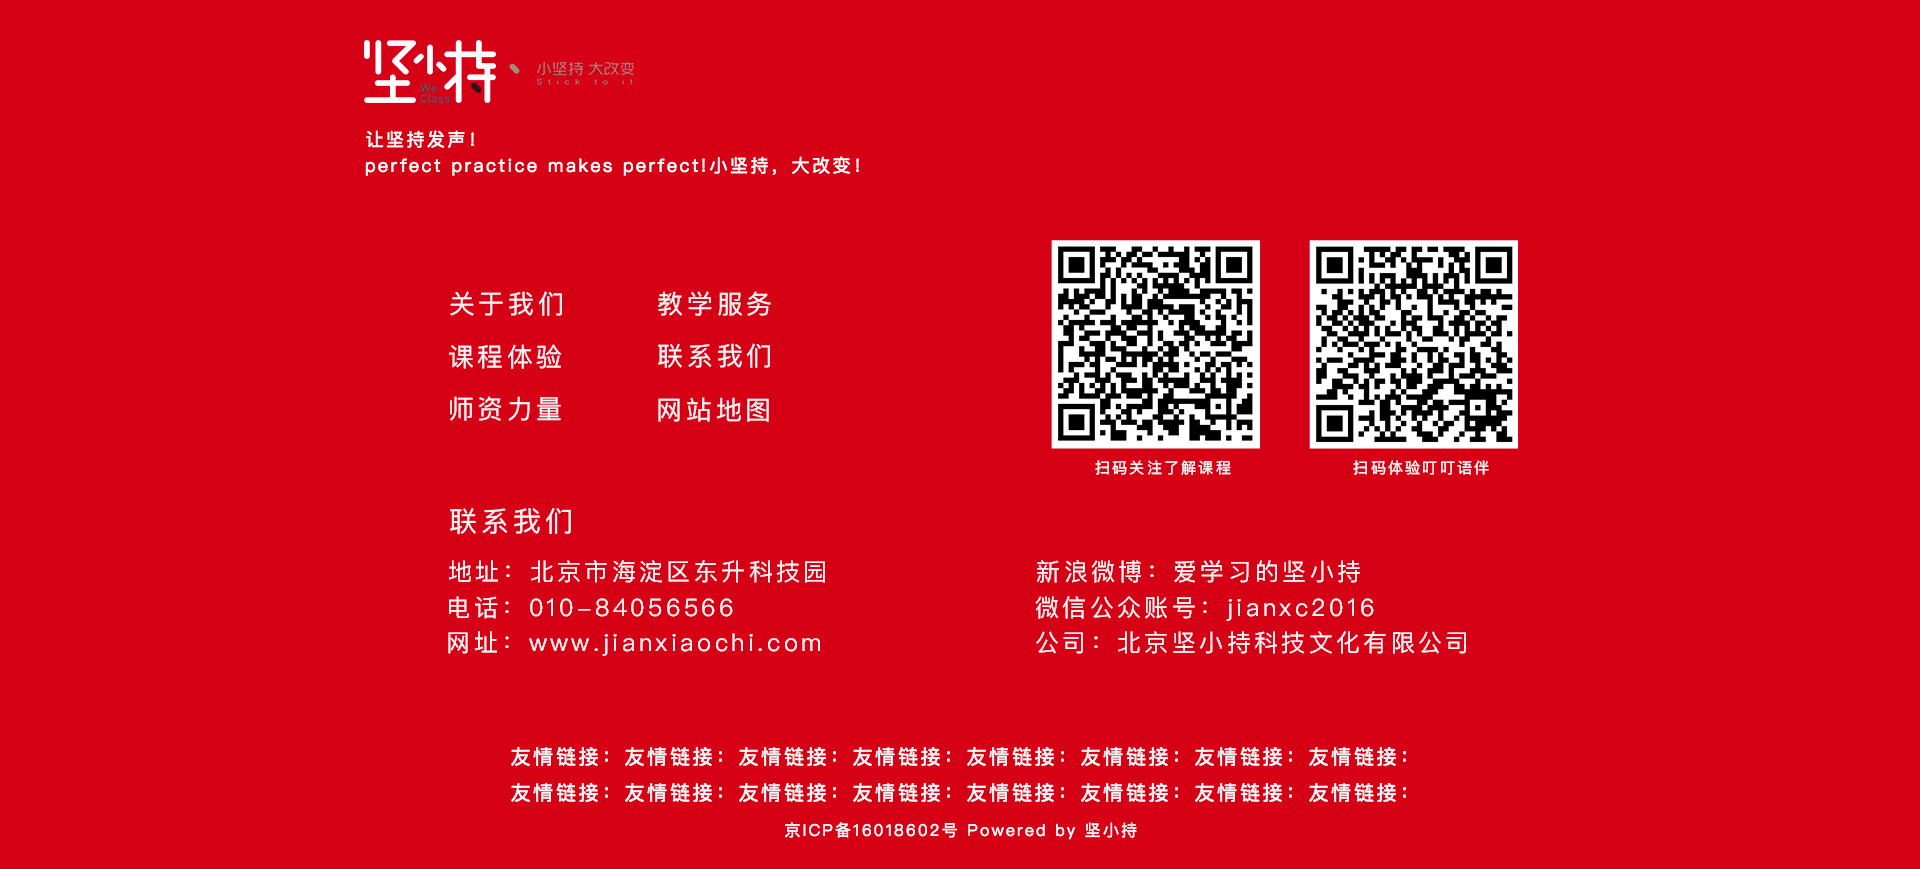 坚小持
We
Class
小坚持 大改变
Stick to it
让坚持发声！
perfect practice makes perfect!小坚持，大改变！
关于我们 教学服务
课程体验 联系我们
师资力量 网站地图
扫码关注了解课程 扫码体验叮叮语伴
联系我们
地址：北京市海淀区东升科技园 新浪微博：爱学习的坚小持
电话：010-84056566 微信公众账号：jianxc2016
网址：www.jianxiaochi.com 公司：北京坚小持科技文化有限公司
友情链接：友情链接：友情链接：友情链接：友情链接：友情链接：友情链接：友情链接：
友情链接：友情链接：友情链接：友情链接：友情链接：友情链接：友情链接：友情链接：
京ICP备16018602号 Powered by 坚小持